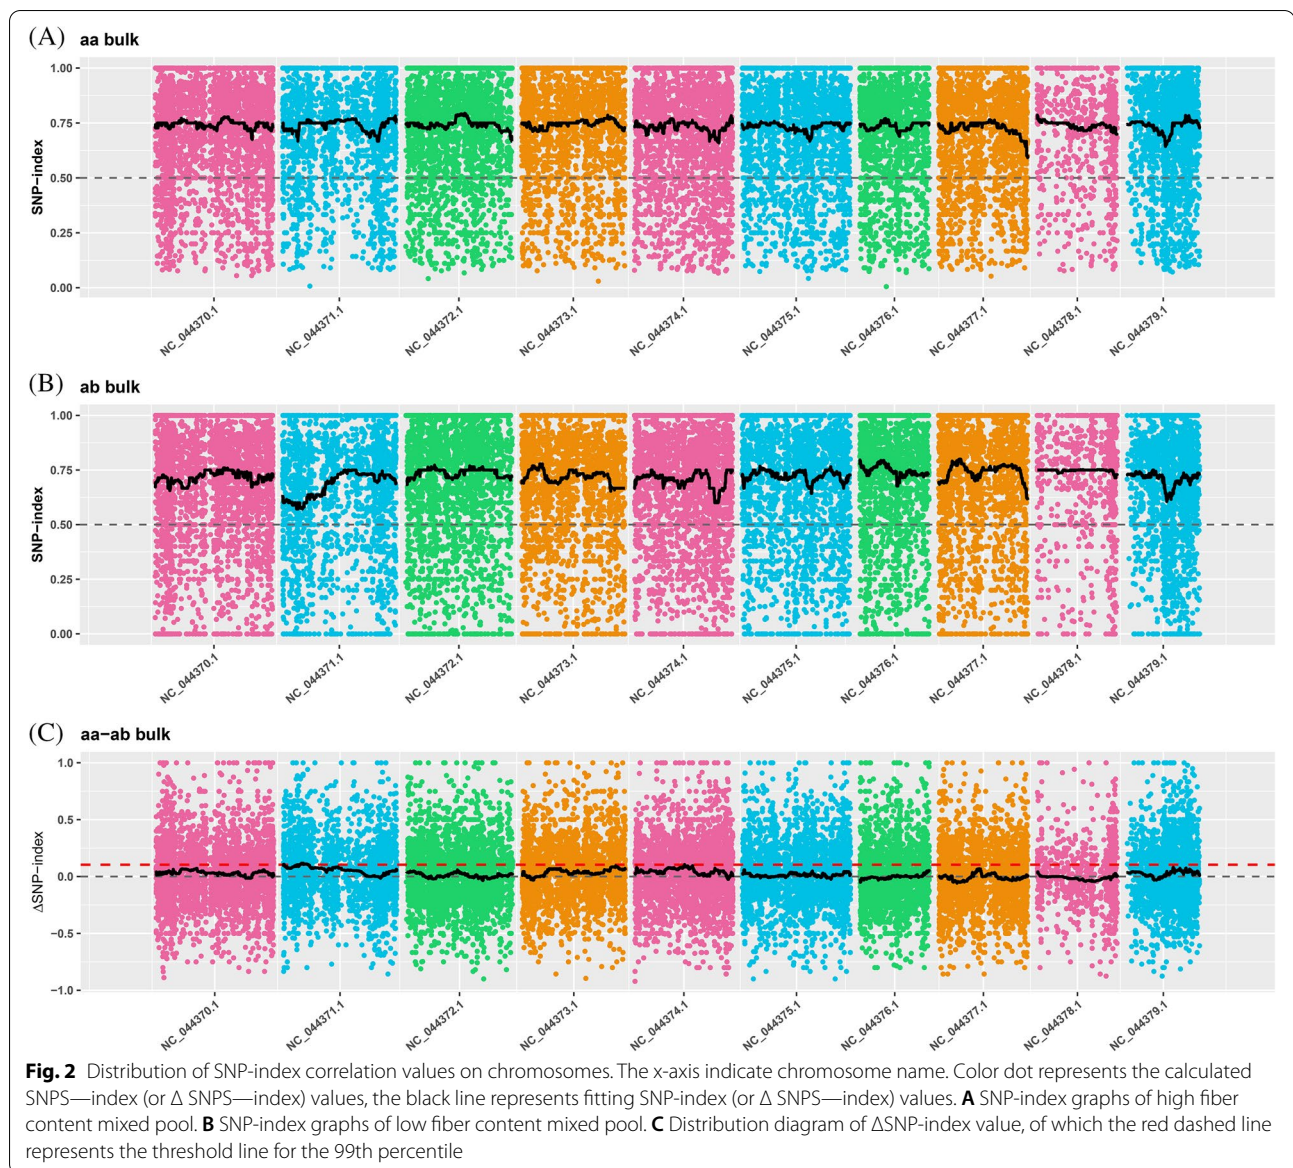 (A) aa bulk
1.00
0.75
0.50
0.25
0.00
SNP−index
NC_044370.1 NC_044371.1 NC_044372.1 NC_044373.1 NC_044374.1 NC_044375.1 NC_044376.1 NC_044377.1 NC_044378.1 NC_044379.1
(B) ab bulk
1.00
0.75
0.50
0.25
0.00
SNP−index
NC_044370.1 NC_044371.1 NC_044372.1 NC_044373.1 NC_044374.1 NC_044375.1 NC_044376.1 NC_044377.1 NC_044378.1 NC_044379.1
(C) aa−ab bulk
1.0
0.5
0.0
−0.5
−1.0
ΔSNP−index
NC_044370.1 NC_044371.1 NC_044372.1 NC_044373.1 NC_044374.1 NC_044375.1 NC_044376.1 NC_044377.1 NC_044378.1 NC_044379.1
Fig. 2 Distribution of SNP-index correlation values on chromosomes. The x-axis indicate chromosome name. Color dot represents the calculated
SNPS—index (or Δ SNPS—index) values, the black line represents fitting SNP-index (or Δ SNPS—index) values. A SNP-index graphs of high fiber
content mixed pool. B SNP-index graphs of low fiber content mixed pool. C Distribution diagram of ΔSNP-index value, of which the red dashed line
represents the threshold line for the 99th percentile